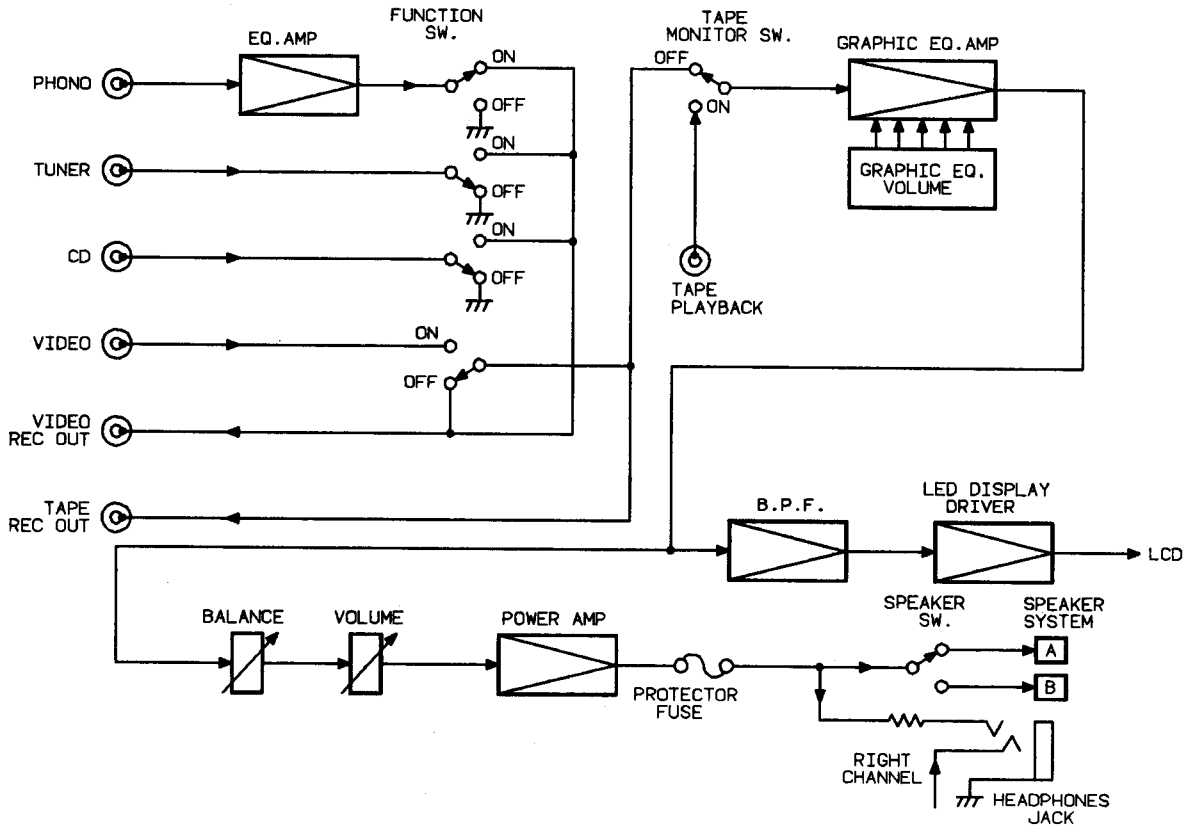 FUNCTION
SW.
TAPE
MONITOR SW.
EQ.AMP
GRAPHIC EQ.AMP
PHONO
ON
OFF
OFF
ON
TUNER
ON
OFF
GRAPHIC EQ.
VOLUME
CD
ON
OFF
TAPE
PLAYBACK
VIDEO
ON
OFF
VIDEO
REC OUT
TAPE
REC OUT
B.P.F.
LED DISPLAY
DRIVER
LCD
BALANCE
VOLUME
POWER AMP
SPEAKER
SW.
SPEAKER
SYSTEM
A
B
PROTECTOR
FUSE
RIGHT
CHANNEL
HEADPHONES
JACK